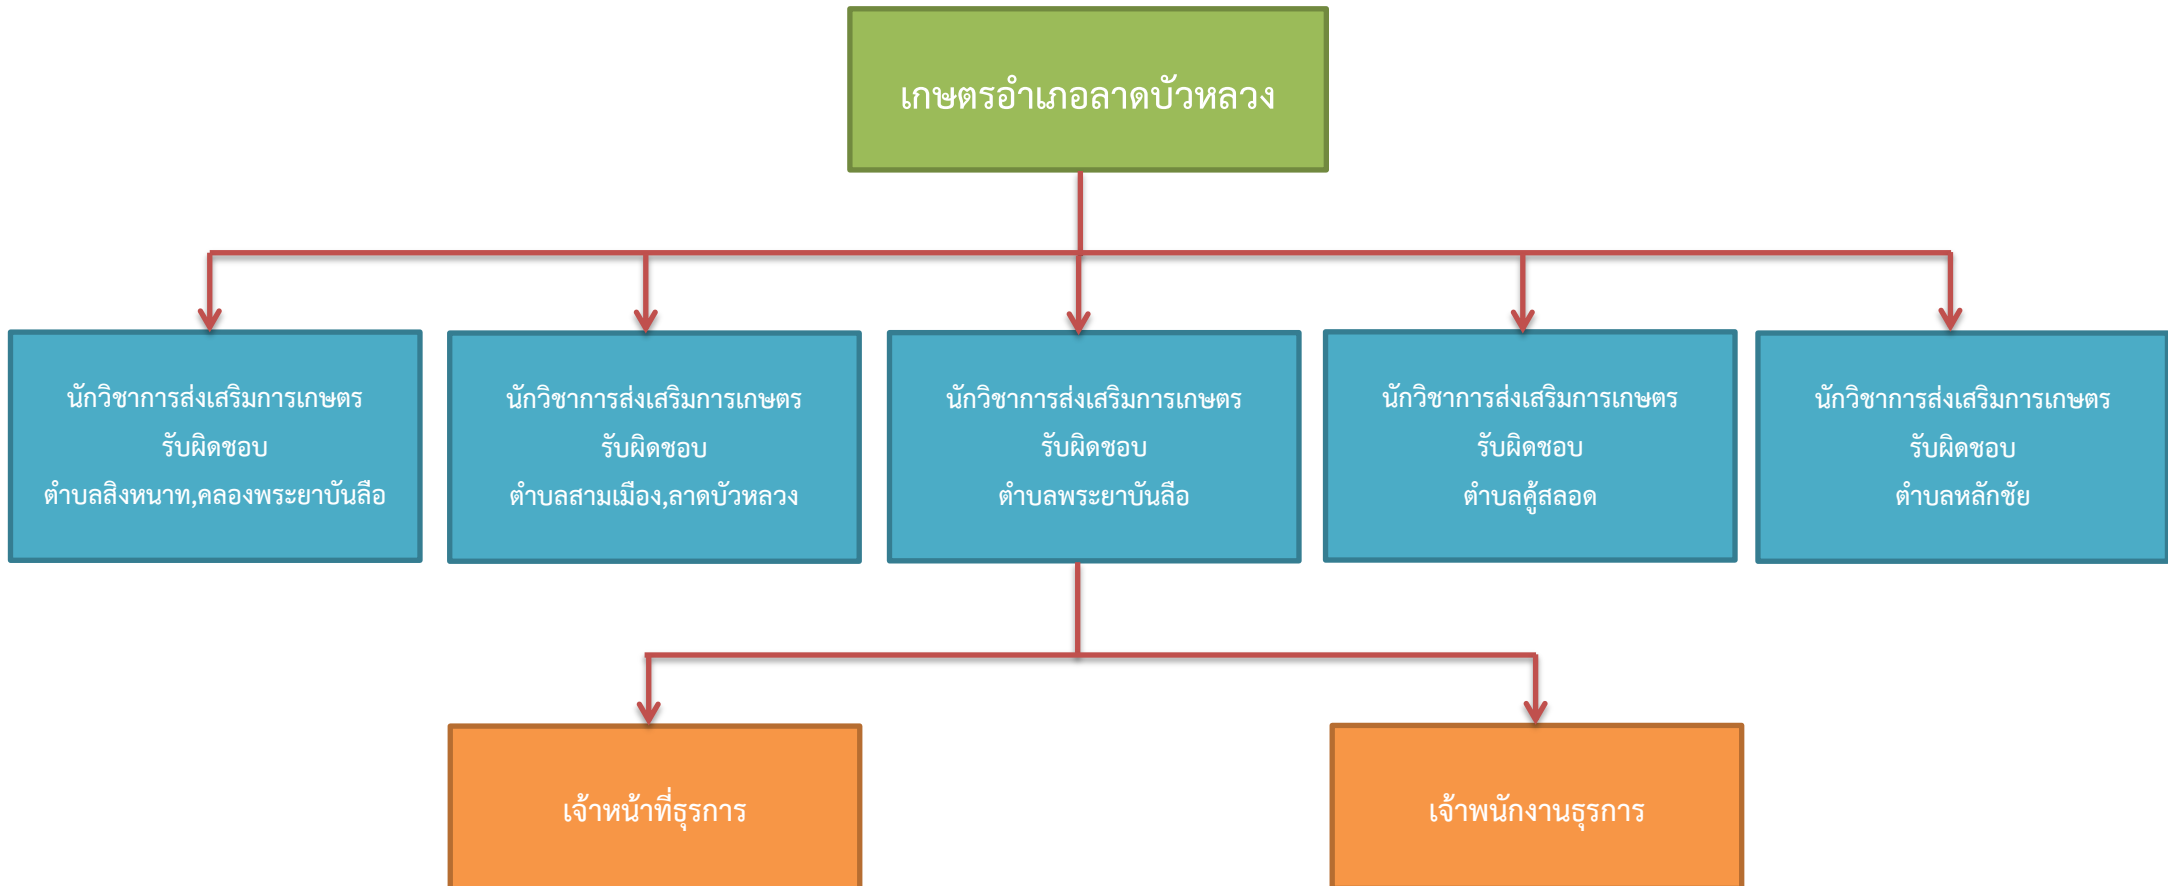 เกษตรอำเภอลาดบัวหลวง
นักวิชาการส่งเสริมการเกษตร
รับผิดชอบ
ตำบลสิงหนาท,คลองพระยาบันลือ
นักวิชาการส่งเสริมการเกษตร
รับผิดชอบ
ตำบลสามเมือง,ลาดบัวหลวง
นักวิชาการส่งเสริมการเกษตร
รับผิดชอบ
ตำบลพระยาบันลือ
นักวิชาการส่งเสริมการเกษตร
รับผิดชอบ
ตำบลคู้สลอด
นักวิชาการส่งเสริมการเกษตร
รับผิดชอบ
ตำบลหลักชัย
เจ้าหน้าที่ธุรการ
เจ้าพนักงานธุรการ